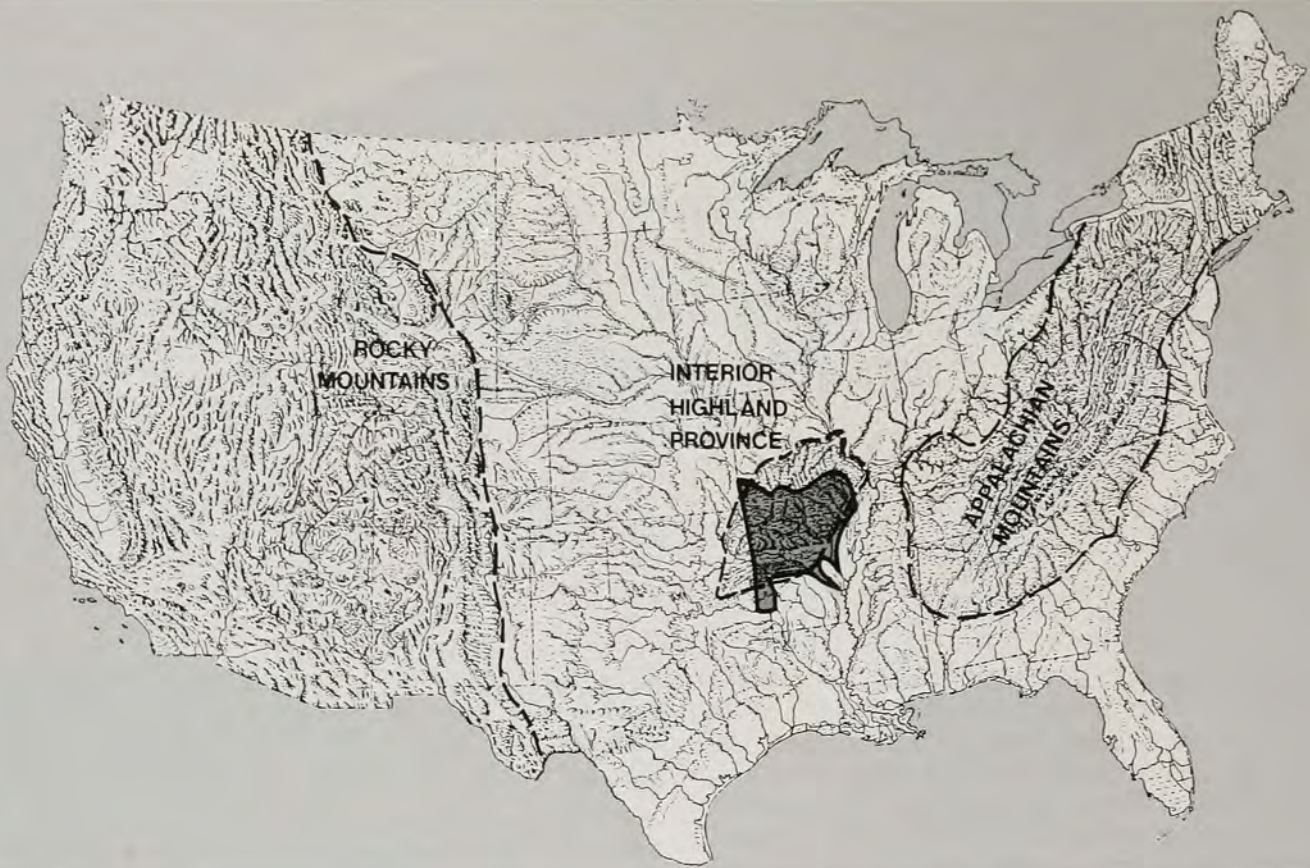 ROCKY
MOUNTAINS
INTERIOR
HIGHLAND
PROVINCE
APPALACHIAN
MOUNTAINS